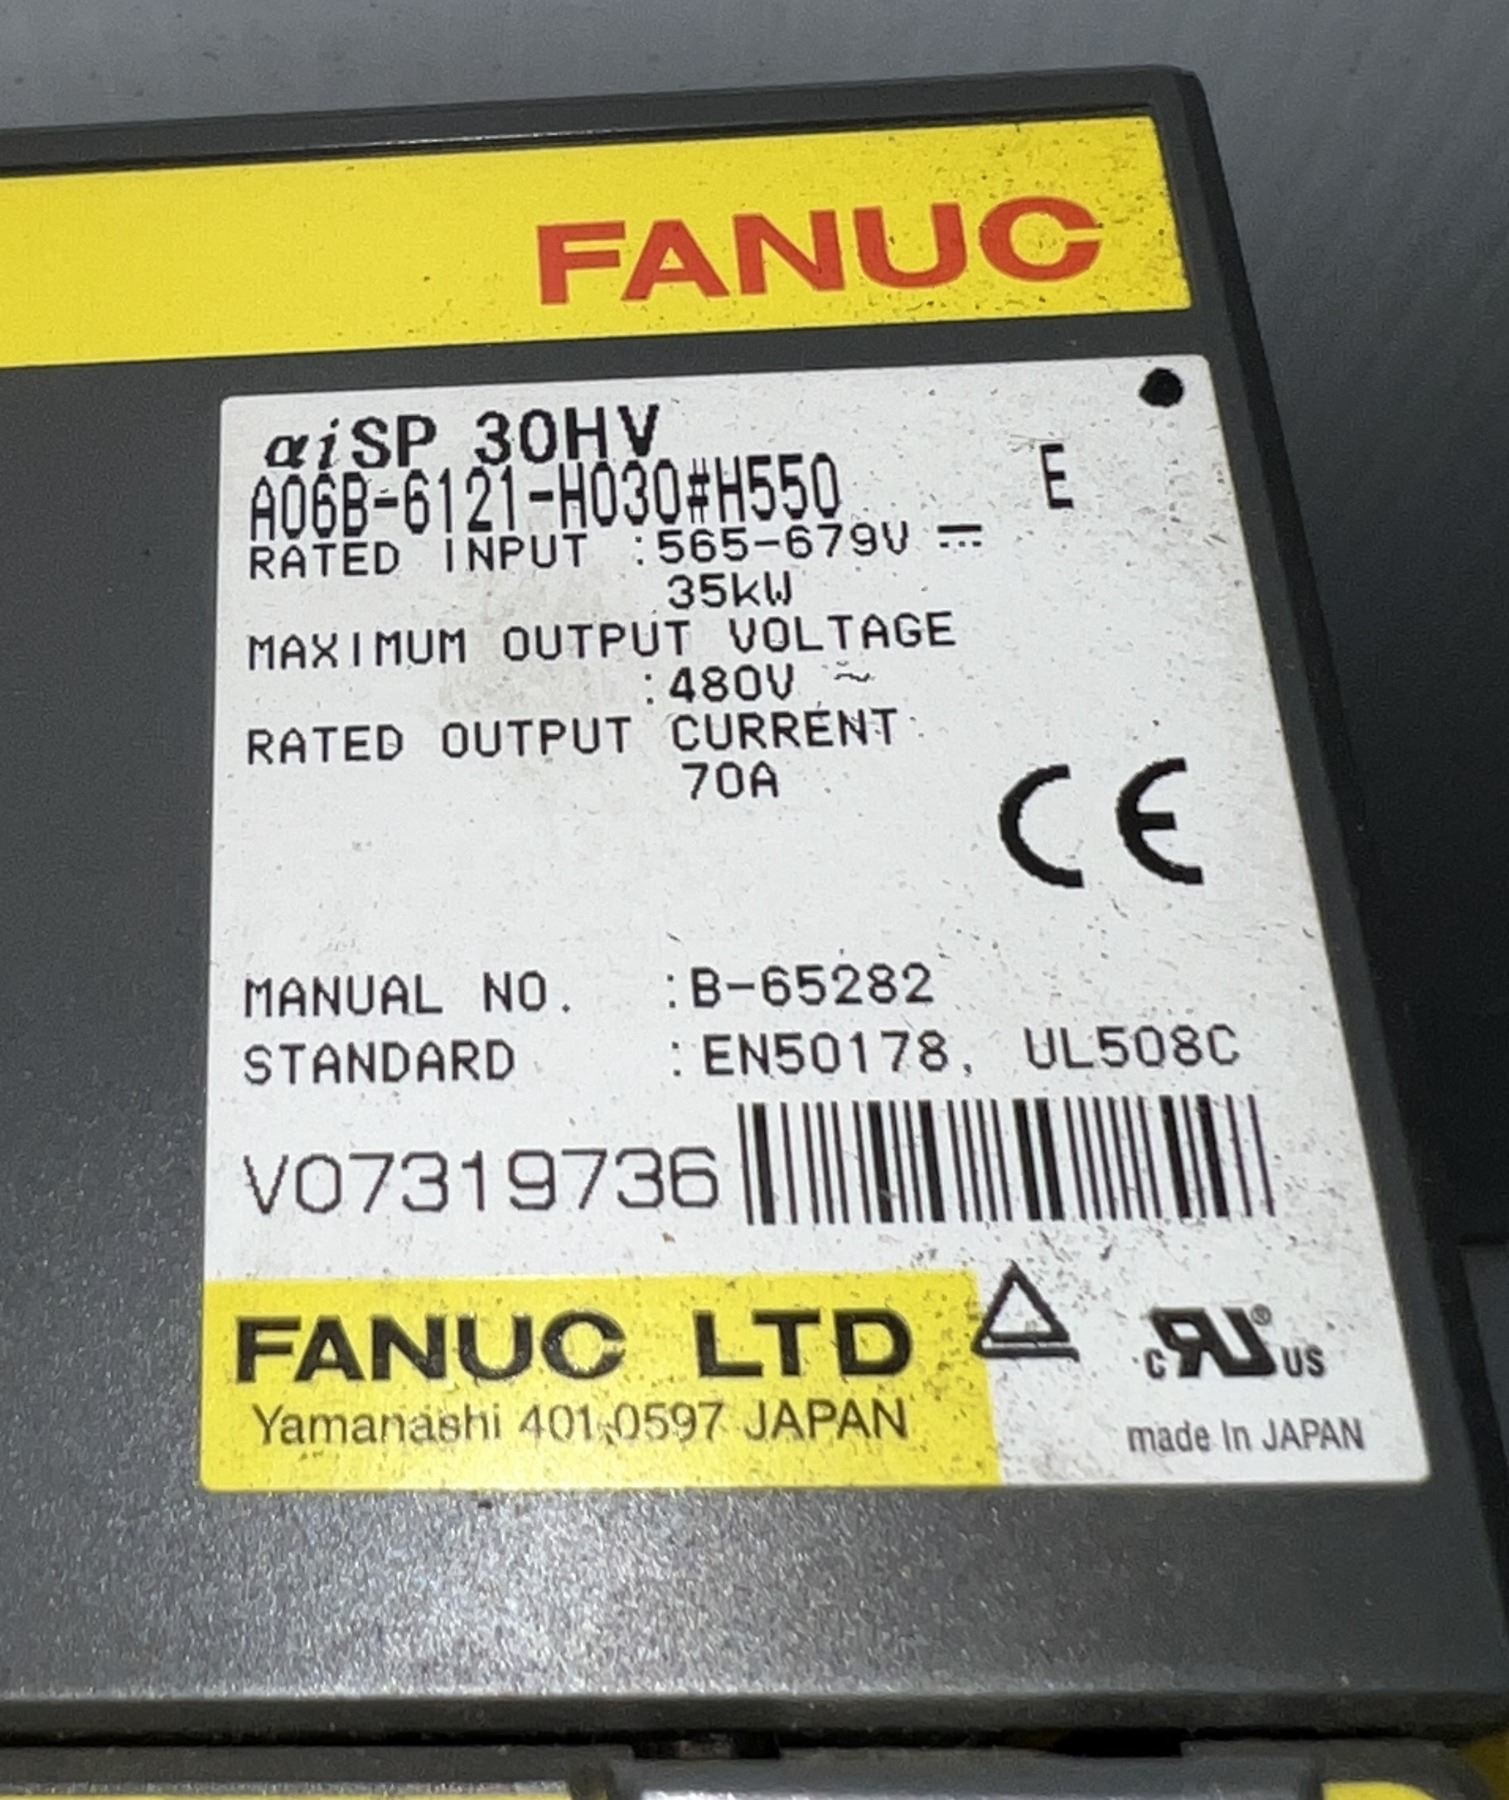 FANUC
αiSP 30HV
A06B-6121-H030#H550 E
RATED INPUT :565-679V ⎓
35kW
MAXIMUM OUTPUT VOLTAGE
:480V ~
RATED OUTPUT CURRENT:
70A
CE
MANUAL NO. :B-65282
STANDARD :EN50178, UL508C
V07319736
FANUC LTD
Yamanashi 401-0597 JAPAN
c RU® US
made In JAPAN